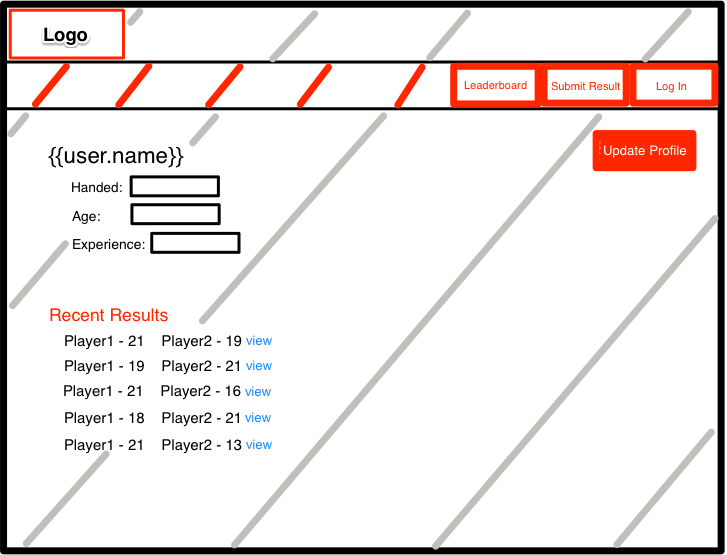 Logo
Leaderboard
Submit Result
Log In
Update Profile
{{user.name}}
Handed:
Age:
Experience:
Recent Results
Player1 - 21 Player2 - 19 view
Player1 - 19 Player2 - 21 view
Player1 - 21 Player2 - 16 view
Player1 - 18 Player2 - 21 view
Player1 - 21 Player2 - 13 view